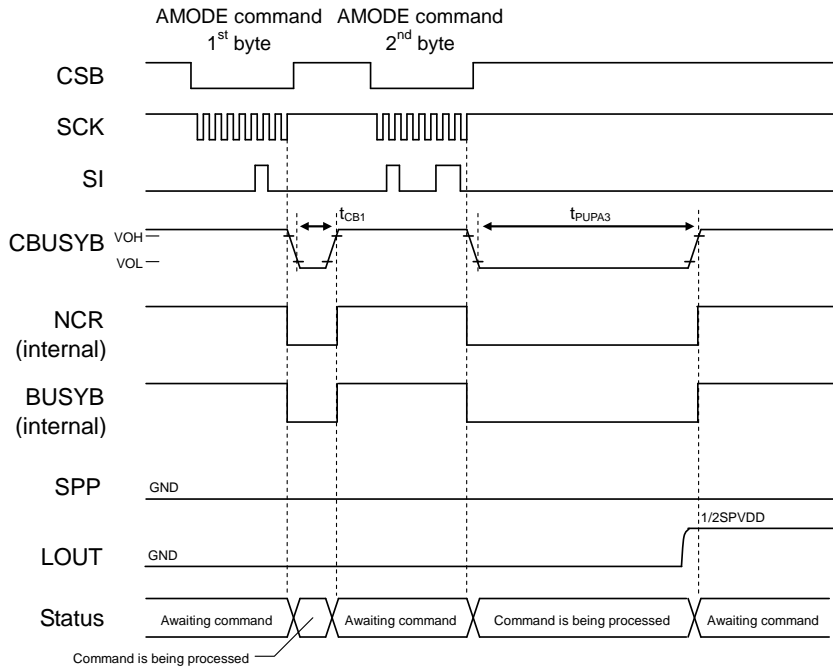 AMODE command
1st byte
AMODE command
2nd byte
CSB
SCK
SI
tCB1
tPUPA3
CBUSYB
VOH
VOL
NCR
(internal)
BUSYB
(internal)
SPP
GND
1/2SPVDD
LOUT
GND
Status
Awaiting command
Awaiting command
Command is being processed
Awaiting command
Command is being processed